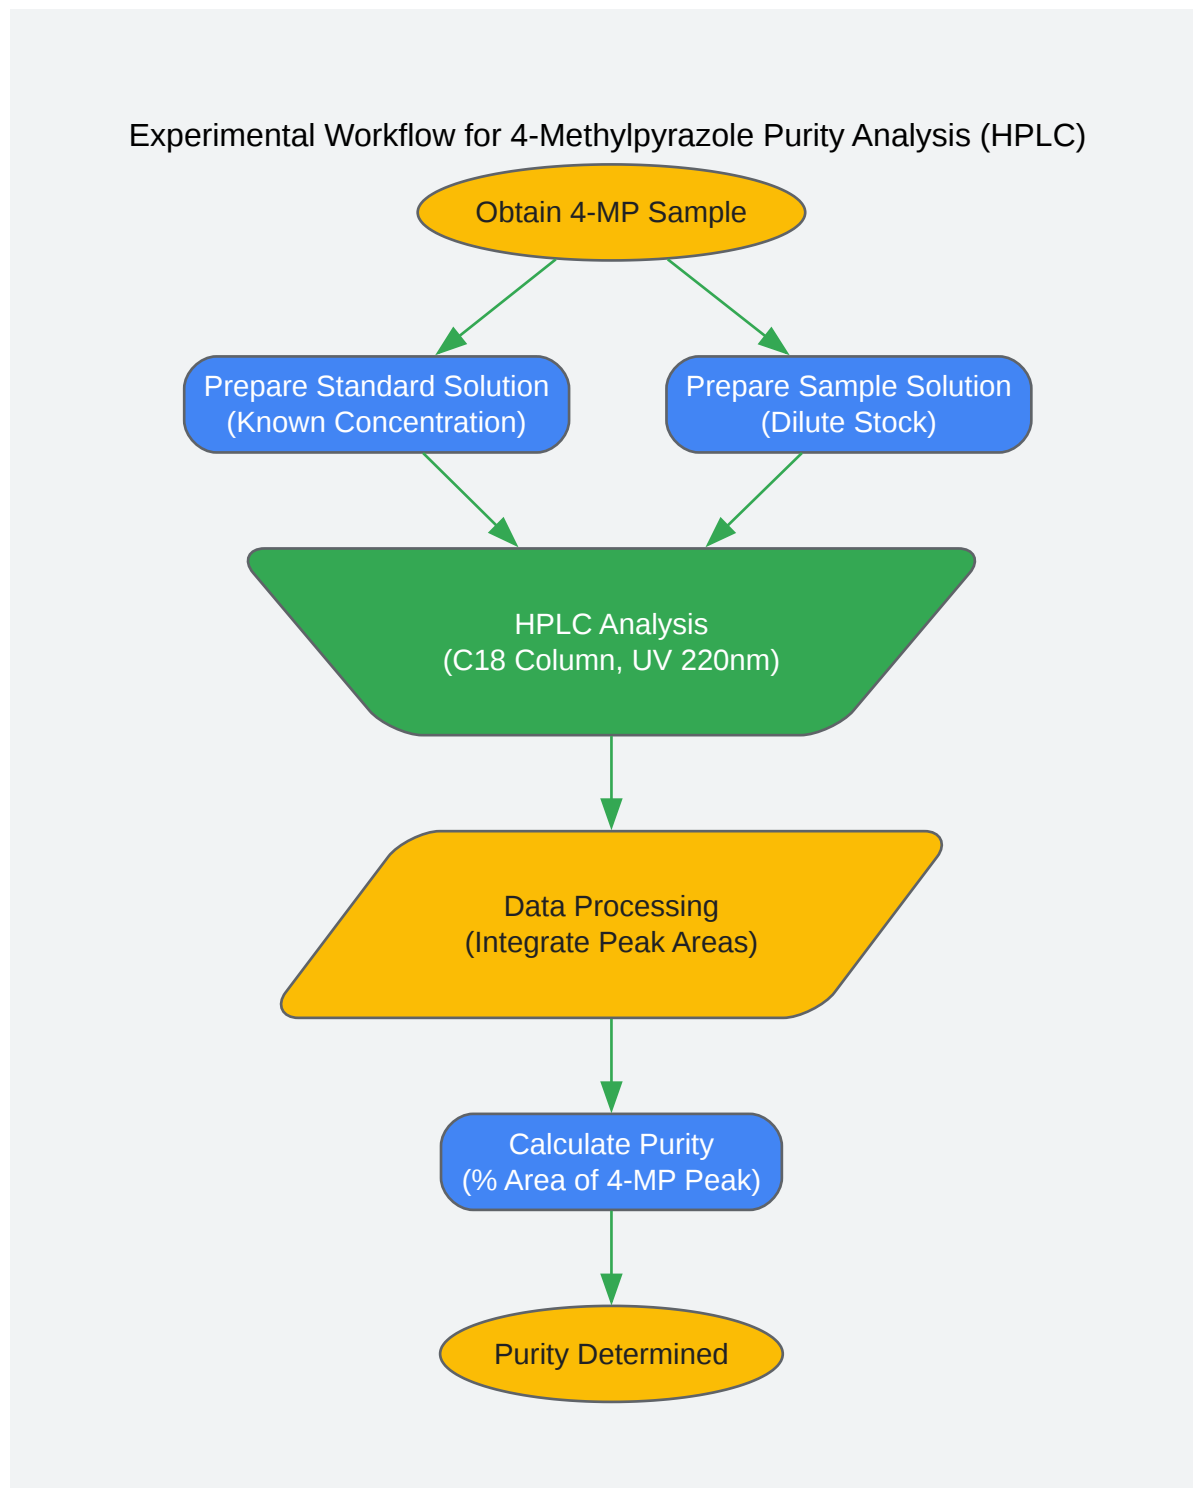 Experimental Workflow for 4-Methylpyrazole Purity Analysis (HPLC)
Obtain 4-MP Sample
Prepare Standard Solution
(Known Concentration)
Prepare Sample Solution
(Dilute Stock)
HPLC Analysis
(C18 Column, UV 220nm)
Data Processing
(Integrate Peak Areas)
Calculate Purity
(% Area of 4-MP Peak)
Purity Determined